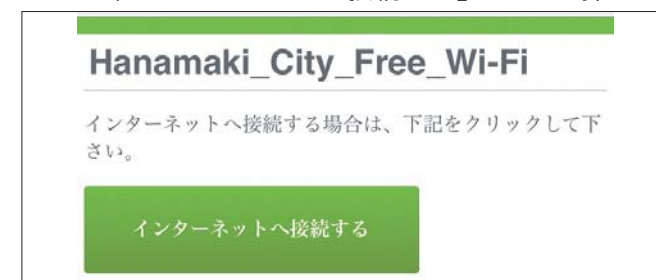 Hanamaki_City_Free_Wi-Fi
インターネットへ接続する場合は、下記をクリックして下
さい。
インターネットへ接続する